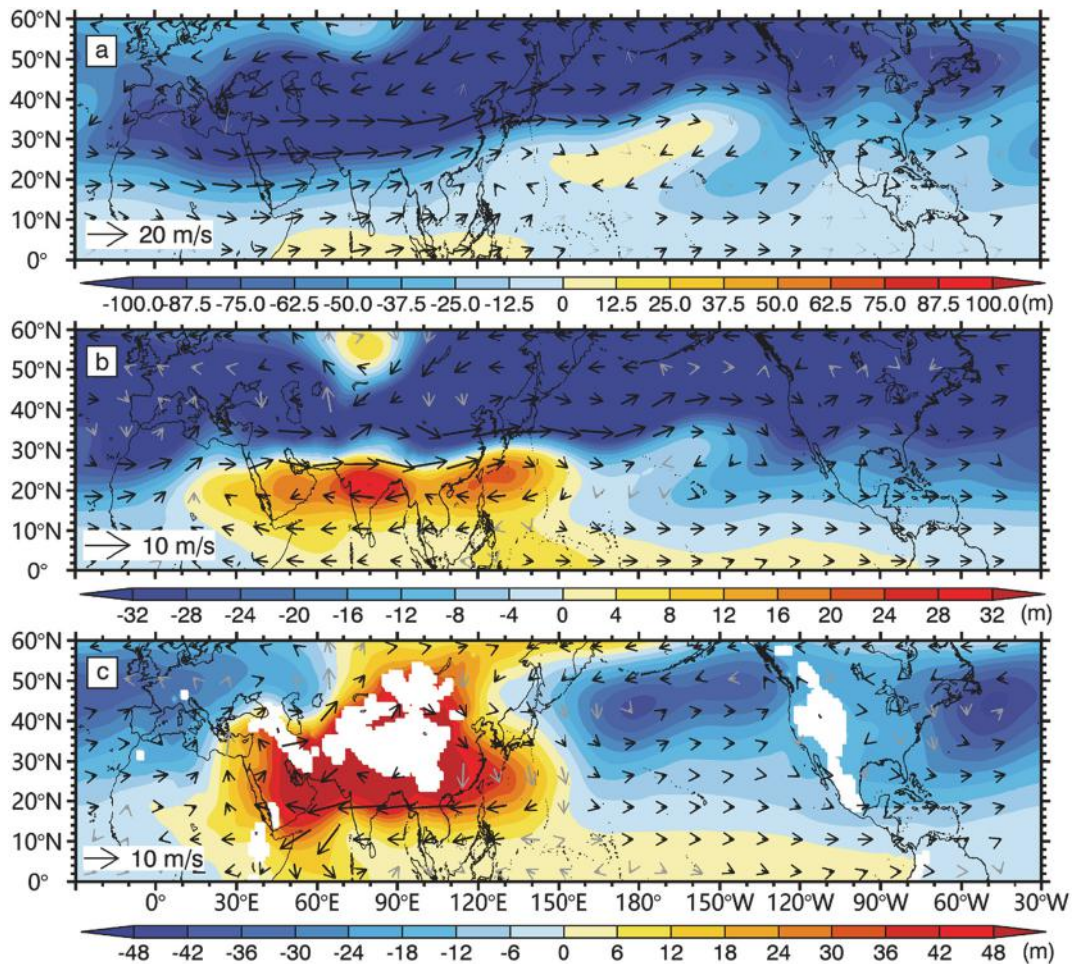 60°N
a
50°N
40°N
30°N
20°N
10°N
20 m/s
0°
-100.0 -87.5 -75.0 -62.5 -50.0 -37.5 -25.0 -12.5 0 12.5 25.0 37.5 50.0 62.5 75.0 87.5 100.0 (m)
60°N
b
50°N
40°N
30°N
20°N
10°N
10 m/s
0°
-32 -28 -24 -20 -16 -12 -8 -4 0 4 8 12 16 20 24 28 32 (m)
60°N
c
50°N
40°N
30°N
20°N
10°N
10 m/s
0°
0° 30°E 60°E 90°E 120°E 150°E 180° 150°W 120°W 90°W 60°W 30°W
-48 -42 -36 -30 -24 -18 -12 -6 0 6 12 18 24 30 36 42 48 (m)